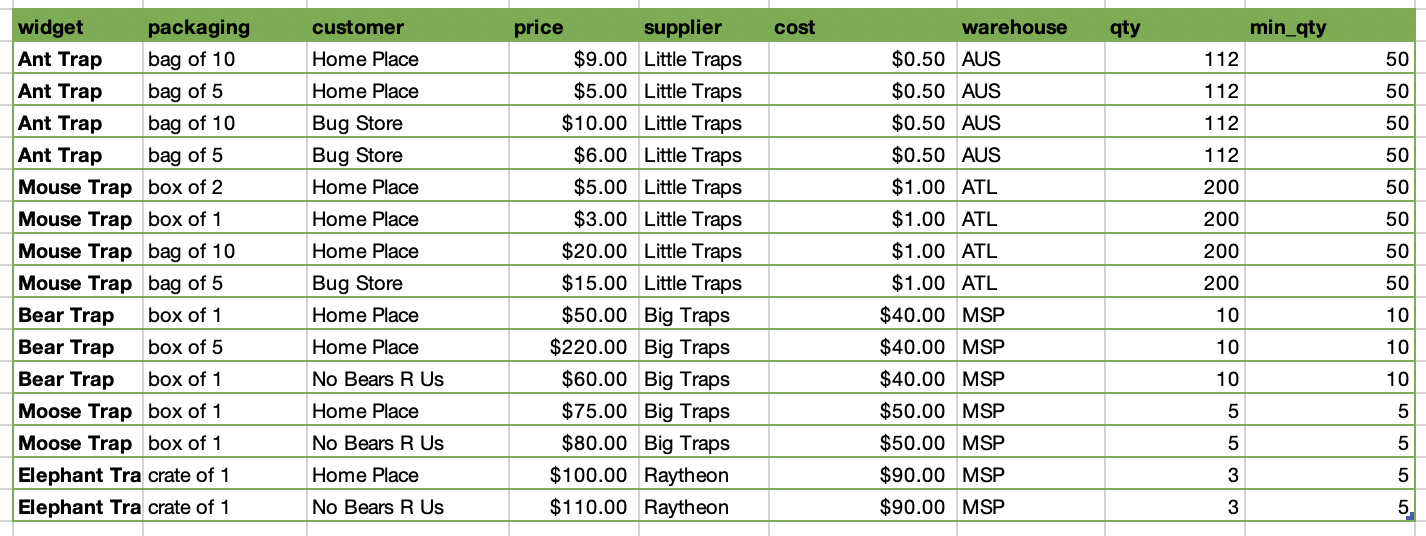 widget packaging customer price supplier cost warehouse qty min_qty
Ant Trap bag of 10 Home Place $9.00 Little Traps $0.50 AUS 112 50
Ant Trap bag of 5 Home Place $5.00 Little Traps $0.50 AUS 112 50
Ant Trap bag of 10 Bug Store $10.00 Little Traps $0.50 AUS 112 50
Ant Trap bag of 5 Bug Store $6.00 Little Traps $0.50 AUS 112 50
Mouse Trap box of 2 Home Place $5.00 Little Traps $1.00 ATL 200 50
Mouse Trap box of 1 Home Place $3.00 Little Traps $1.00 ATL 200 50
Mouse Trap bag of 10 Home Place $20.00 Little Traps $1.00 ATL 200 50
Mouse Trap bag of 5 Bug Store $15.00 Little Traps $1.00 ATL 200 50
Bear Trap box of 1 Home Place $50.00 Big Traps $40.00 MSP 10 10
Bear Trap box of 5 Home Place $220.00 Big Traps $40.00 MSP 10 10
Bear Trap box of 1 No Bears R Us $60.00 Big Traps $40.00 MSP 10 10
Moose Trap box of 1 Home Place $75.00 Big Traps $50.00 MSP 5 5
Moose Trap box of 1 No Bears R Us $80.00 Big Traps $50.00 MSP 5 5
Elephant Tra crate of 1 Home Place $100.00 Raytheon $90.00 MSP 3 5
Elephant Tra crate of 1 No Bears R Us $110.00 Raytheon $90.00 MSP 3 5